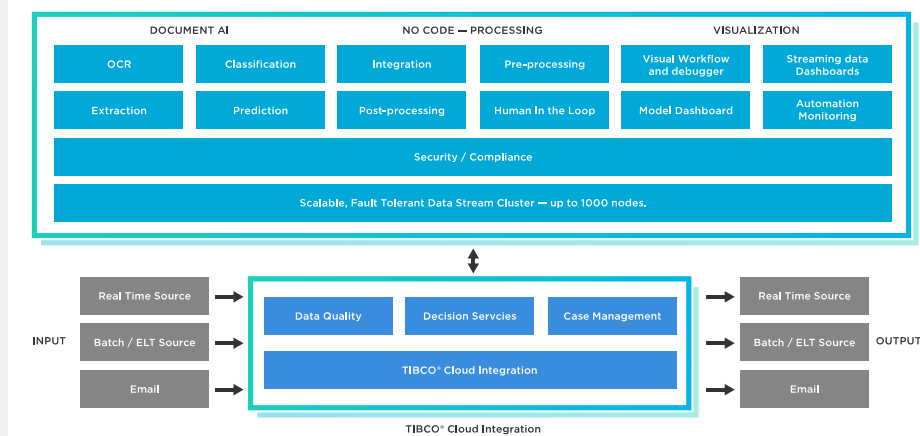 DOCUMENT AI
NO CODE — PROCESSING
VISUALIZATION
OCR
Classification
Integration
Pre-processing
Visual Workflow
and debugger
Streaming data
Dashboards
Extraction
Prediction
Post-processing
Human In the Loop
Model Dashboard
Automation
Monitoring
Security / Compliance
Scalable, Fault Tolerant Data Stream Cluster — up to 1000 nodes.
INPUT
Real Time Source
Batch / ELT Source
Email
Data Quality
Decision Servcies
Case Management
TIBCO® Cloud Integration
Real Time Source
Batch / ELT Source
Email
OUTPUT
TIBCO® Cloud Integration